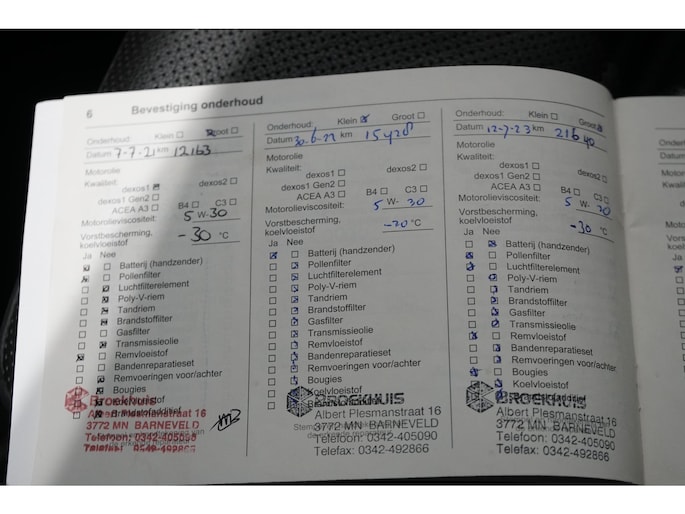 6 Bevestiging onderhoud
Onderhoud: Klein Groot
Datum 7-7-21 km 12163
Motorolie
Kwaliteit:
dexos1 dexos2
dexos1 Gen2
ACEA A3 B4 C3
Motorolieviscositeit: 5 W-30
Vorstbescherming, koelvloeistof -30 °C
Ja Nee
Batterij (handzender)
Pollenfilter
Luchtfilterelement
Poly-V-riem
Tandriem
Brandstoffilter
Gasfilter
Transmissieolie
Remvloeistof
Bandenreparatieset
Remvoeringen voor/achter
Bougies
BROEKHUIS
Albert Plesmanstraat 16
3772 MN BARNEVELD
Telefoon: 0342-405090
Onderhoud: Klein Groot
Datum 30-6-22 km 15428
Motorolie
Kwaliteit:
dexos1 dexos2
dexos1 Gen2
ACEA A3 B4 C3
Motorolieviscositeit: 5 W- 30
Vorstbescherming,
koelvloeistof -30 °C
Ja Nee
Batterij (handzender)
Pollenfilter
Luchtfilterelement
Poly-V-riem
Tandriem
Brandstoffilter
Gasfilter
Transmissieolie
Remvloeistof
Bandenreparatieset
Remvoeringen voor/achter
Bougies
Koelvloeistof
BROEKHUIS
Albert Plesmanstraat 16
3772 MN BARNEVELD
Telefoon: 0342-405090
Telefax: 0342-492866
Onderhoud: Klein Groot
Datum 12-7-23 km 21640
Motorolie
Kwaliteit:
dexos1 dexos2
dexos1 Gen2
ACEA A3 B4 C3
Motorolieviscositeit: 5 W- 30
Vorstbescherming,
koelvloeistof -30 °C
Ja Nee
Batterij (handzender)
Pollenfilter
Luchtfilterelement
Poly-V-riem
Tandriem
Brandstoffilter
Gasfilter
Transmissieolie
Remvloeistof
Bandenreparatieset
Remvoeringen voor/achter
Bougies
Koelvloeistof
BROEKHUIS
Albert Plesmanstraat 16
3772 MN BARNEVELD
Telefoon: 0342-405090
Telefax: 0342-492866